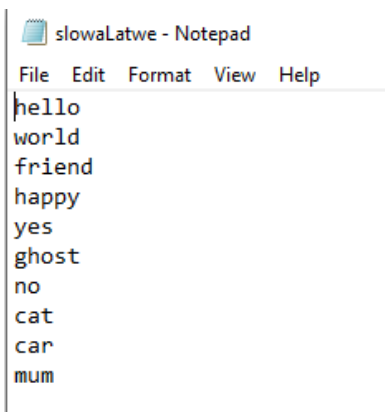 slowaLatwe - Notepad
File Edit Format View Help
hello
world
friend
happy
yes
ghost
no
cat
car
mum